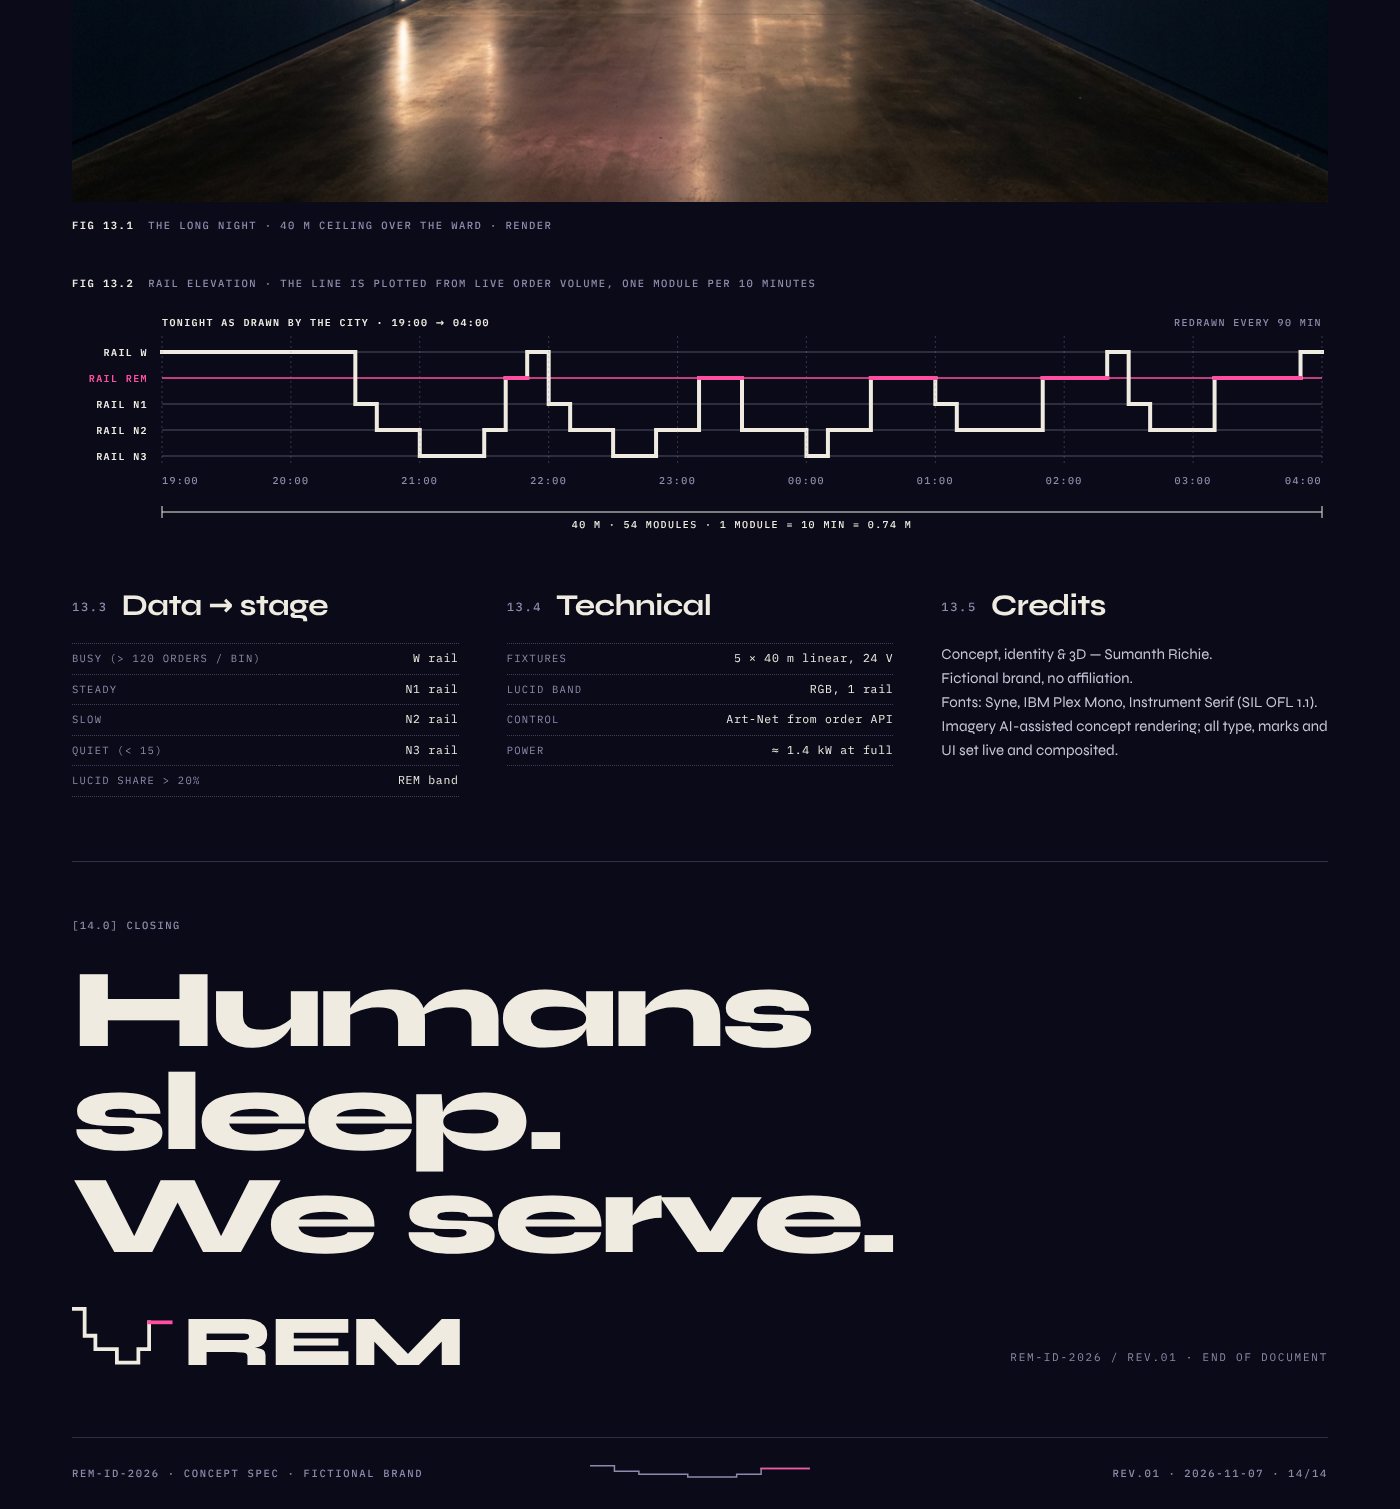 FIG 13.1 THE LONG NIGHT · 40 M CEILING OVER THE WARD · RENDER
FIG 13.2 RAIL ELEVATION · THE LINE IS PLOTTED FROM LIVE ORDER VOLUME, ONE MODULE PER 10 MINUTES
TONIGHT AS DRAWN BY THE CITY · 19:00 → 04:00
REDRAWN EVERY 90 MIN
RAIL W
RAIL REM
RAIL N1
RAIL N2
RAIL N3
19:00 20:00 21:00 22:00 23:00 00:00 01:00 02:00 03:00 04:00
40 M · 54 MODULES · 1 MODULE = 10 MIN = 0.74 M
13.3 Data → stage
BUSY (> 120 ORDERS / BIN) W rail
STEADY N1 rail
SLOW N2 rail
QUIET (< 15) N3 rail
LUCID SHARE > 20% REM band
13.4 Technical
FIXTURES 5 × 40 m linear, 24 V
LUCID BAND RGB, 1 rail
CONTROL Art-Net from order API
POWER ≈ 1.4 kW at full
13.5 Credits
Concept, identity & 3D — Sumanth Richie.
Fictional brand, no affiliation.
Fonts: Syne, IBM Plex Mono, Instrument Serif (SIL OFL 1.1).
Imagery AI-assisted concept rendering; all type, marks and
UI set live and composited.
[14.0] CLOSING
Humans
sleep.
We serve.
REM
REM-ID-2026 / REV.01 · END OF DOCUMENT
REM-ID-2026 · CONCEPT SPEC · FICTIONAL BRAND
REV.01 · 2026-11-07 · 14/14